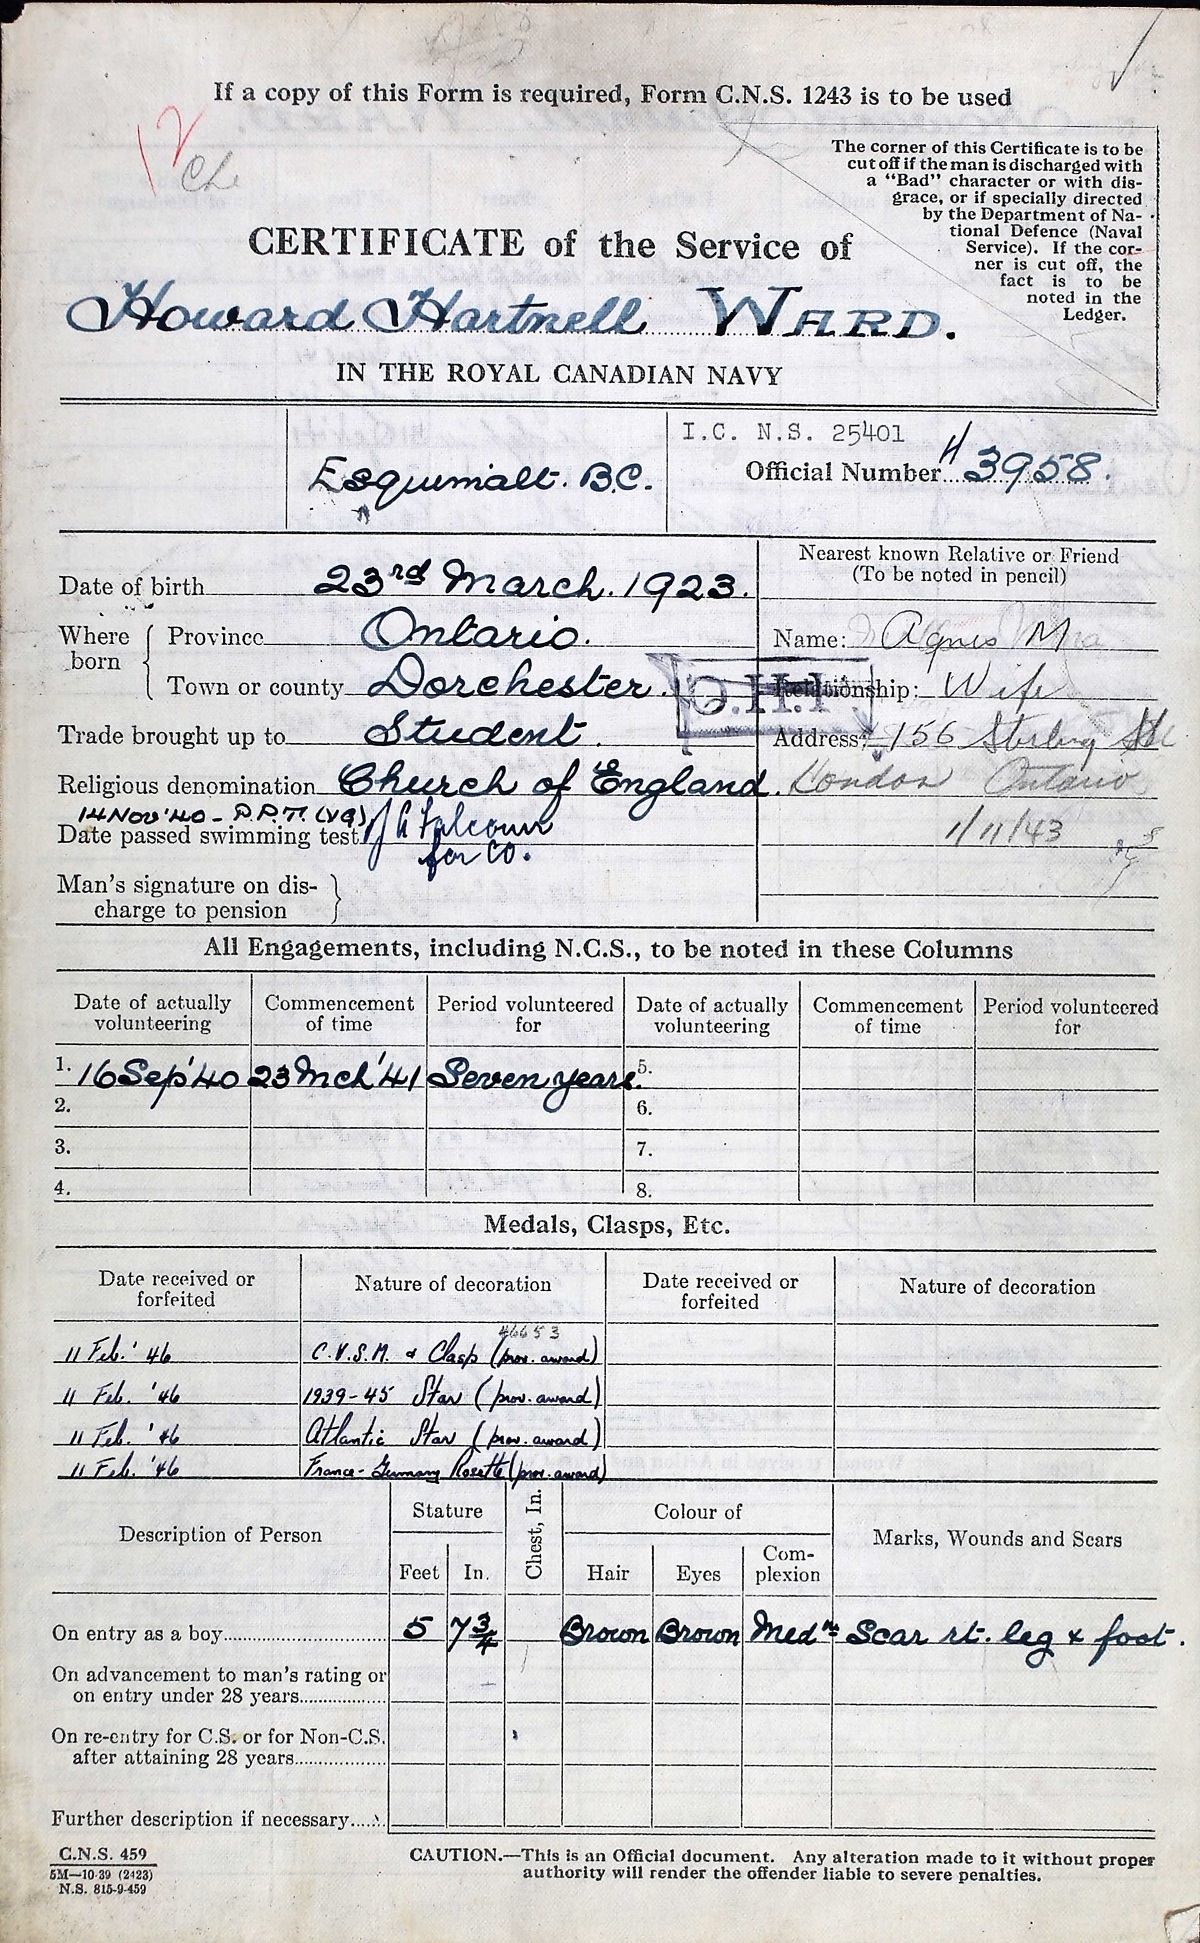 If a copy of this Form is required, Form C.N.S. 1243 is to be used
12
The corner of this Certificate is to be
cut off if the man is discharged with
a "Bad" character or with dis-
grace, or if specially directed
by the Department of Na-
tional Defence (Naval
Service). If the cor-
ner is cut off, the
fact is to be
noted in the
Ledger.
CERTIFICATE of the Service of
Howard Hartnell WARD.
IN THE ROYAL CANADIAN NAVY
I.C. N.S. 25401
Esquimalt. B.C.
Official Number 3958.
Nearest known Relative or Friend
(To be noted in pencil)
Date of birth 23rd March. 1923.
Where born
Province Ontario.
Name: Agnes M
Town or county Dorchester.
Relationship: Wife
Trade brought up to Student.
Address: 156 Sterling St
Religious denomination Church of England.
London Ontario
14 Nov '40 - P.P.T. (VG)
Date passed swimming test
for CO.
1/11/43
Man's signature on dis-
charge to pension
All Engagements, including N.C.S., to be noted in these Columns
Date of actually volunteering Commencement of time Period volunteered for Date of actually volunteering Commencement of time Period volunteered for
1. 16 Sep '40 23 Mch '41 Seven years. 5.
2. 6.
3. 7.
4. 8.
Medals, Clasps, Etc.
Date received or forfeited Nature of decoration Date received or forfeited Nature of decoration
46653
11 Feb. '46 C.V.S.M. & Clasp (prov. award)
11 Feb. '46 1939-45 Star (prov. award)
11 Feb. '46 Atlantic Star (prov. award)
11 Feb. '46 France-Germany Rosette (prov. award)
Description of Person Stature Chest, In. Colour of Marks, Wounds and Scars
Feet In. Hair Eyes Com-
plexion
On entry as a boy 5 7 3/4 Brown Brown Medm Scar rt. leg & foot.
On advancement to man's rating or
on entry under 28 years
On re-entry for C.S. or for Non-C.S.
after attaining 28 years
Further description if necessary
C.N.S. 459
5M—10-39 (2423)
N.S. 815-9-459
CAUTION.—This is an Official document. Any alteration made to it without proper
authority will render the offender liable to severe penalties.